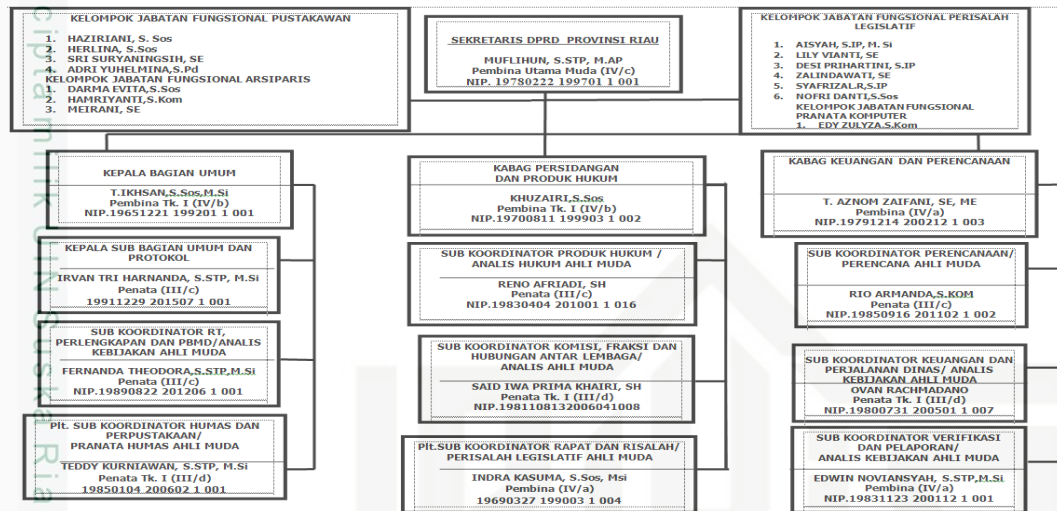 KELOMPOK JABATAN FUNGSIONAL PUSTAKAWAN
1. HAZIRIANI, S. Sos
2. HERLINA, S.Sos
3. SRI SURYANINGSIH, SE
4. ADRI YUHELMINA,S.Pd
KELOMPOK JABATAN FUNGSIONAL ARSIPARIS
1. DARMA EVITA,S.Sos
2. HAMRIYANTI,S.Kom
3. MEIRANI, SE
SEKRETARIS DPRD PROVINSI RIAU
MUFLIHUN, S.STP, M.AP
Pembina Utama Muda (IV/c)
NIP. 19780222 199701 1 001
KELOMPOK JABATAN FUNGSIONAL PERISALAH
LEGISLATIF
1. AISYAH, S.IP, M. Si
2. LILY VIANTI, SE
3. DESI PRIHARTINI, S.IP
4. ZALINDAWATI, SE
5. SYAFRIZAL.R,S.IP
6. NOFRI DANTI,S.Sos
KELOMPOK JABATAN FUNGSIONAL
PRANATA KOMPUTER
1. EDY ZULYZA,S.Kom
KEPALA BAGIAN UMUM
T.IKHSAN,S.Sos,M.Si
Pembina Tk. I (IV/b)
NIP.19651221 199201 1 001
KABAG PERSIDANGAN
DAN PRODUK HUKUM
KHUZAIRI,S.Sos
Pembina Tk. I (IV/b)
NIP.19700811 199903 1 002
KABAG KEUANGAN DAN PERENCANAAN
T. AZNOM ZAIFANI, SE, ME
Pembina (IV/a)
NIP.19791214 200212 1 003
KEPALA SUB BAGIAN UMUM DAN
PROTOKOL
IRVAN TRI HARNANDA, S.STP, M.Si
Penata (III/c)
19911229 201507 1 001
SUB KOORDINATOR PRODUK HUKUM /
ANALIS HUKUM AHLI MUDA
RENO AFRIADI, SH
Penata (III/c)
NIP.19830404 201001 1 016
SUB KOORDINATOR PERENCANAAN/
PERENCANA AHLI MUDA
RIO ARMANDA,S.KOM
Penata (III/c)
NIP.19850916 201102 1 002
SUB KOORDINATOR RT,
PERLENGKAPAN DAN PBMD/ANALIS
KEBIJAKAN AHLI MUDA
FERNANDA THEODORA,S.STP,M.Si
Penata (III/c)
NIP.19890822 201206 1 001
SUB KOORDINATOR KOMISI, FRAKSI DAN
HUBUNGAN ANTAR LEMBAGA/
ANALIS AHLI MUDA
SAID IWA PRIMA KHAIRI, SH
Penata Tk. I (III/d)
NIP.1981108132006041008
SUB KOORDINATOR KEUANGAN DAN
PERJALANAN DINAS/ ANALIS
KEBIJAKAN AHLI MUDA
OVAN RACHMADANO
Penata Tk. I (III/d)
NIP.19800731 200501 1 007
Plt. SUB KOORDINATOR HUMAS DAN
PERPUSTAKAAN/
PRANATA HUMAS AHLI MUDA
TEDDY KURNIAWAN, S.STP, M.Si
Penata Tk. I (III/d)
19850104 200602 1 001
Plt.SUB KOORDINATOR RAPAT DAN RISALAH/
PERISALAH LEGISLATIF AHLI MUDA
INDRA KASUMA, S.Sos, Msi
Pembina (IV/a)
19690327 199003 1 004
SUB KOORDINATOR VERIFIKASI
DAN PELAPORAN/
ANALIS KEBIJAKAN AHLI MUDA
EDWIN NOVIANSYAH, S.STP,M.Si
Pembina (IV/a)
NIP.19831123 200112 1 001
cipta milik UIN Suska Ria